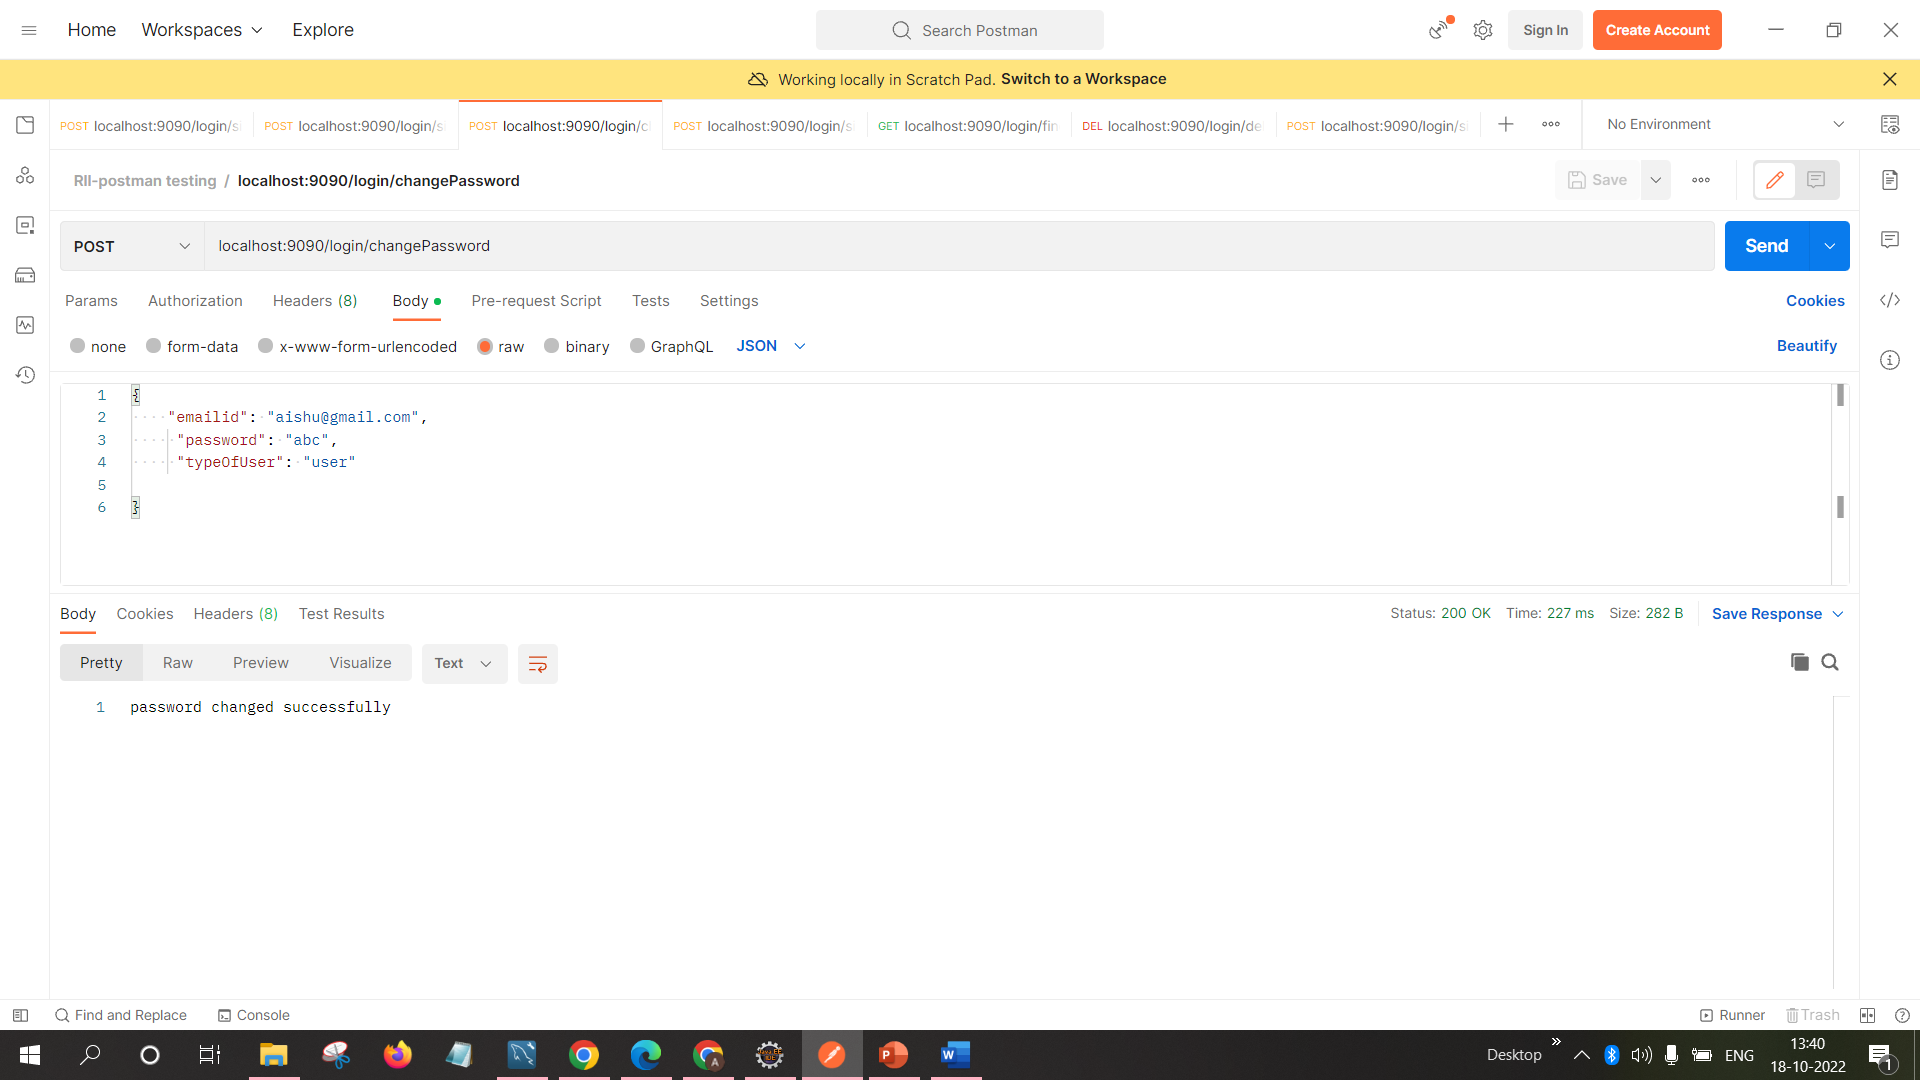 Home Workspaces Explore Search Postman Sign In Create Account
Working locally in Scratch Pad. Switch to a Workspace
POST localhost:9090/login/s POST localhost:9090/login/s POST localhost:9090/login/c POST localhost:9090/login/s GET localhost:9090/login/fin DEL localhost:9090/login/de POST localhost:9090/login/s No Environment
RII-postman testing / localhost:9090/login/changePassword Save
POST localhost:9090/login/changePassword Send
Params Authorization Headers (8) Body Pre-request Script Tests Settings Cookies
none form-data x-www-form-urlencoded raw binary GraphQL JSON Beautify
1 {
2 "emailid": "aishu@gmail.com",
3 "password": "abc",
4 "typeOfUser": "user"
5
6 }
Body Cookies Headers (8) Test Results Status: 200 OK Time: 227 ms Size: 282 B Save Response
Pretty Raw Preview Visualize Text
1 password changed successfully
Find and Replace Console Runner Trash
Desktop ENG 13:40
18-10-2022 1